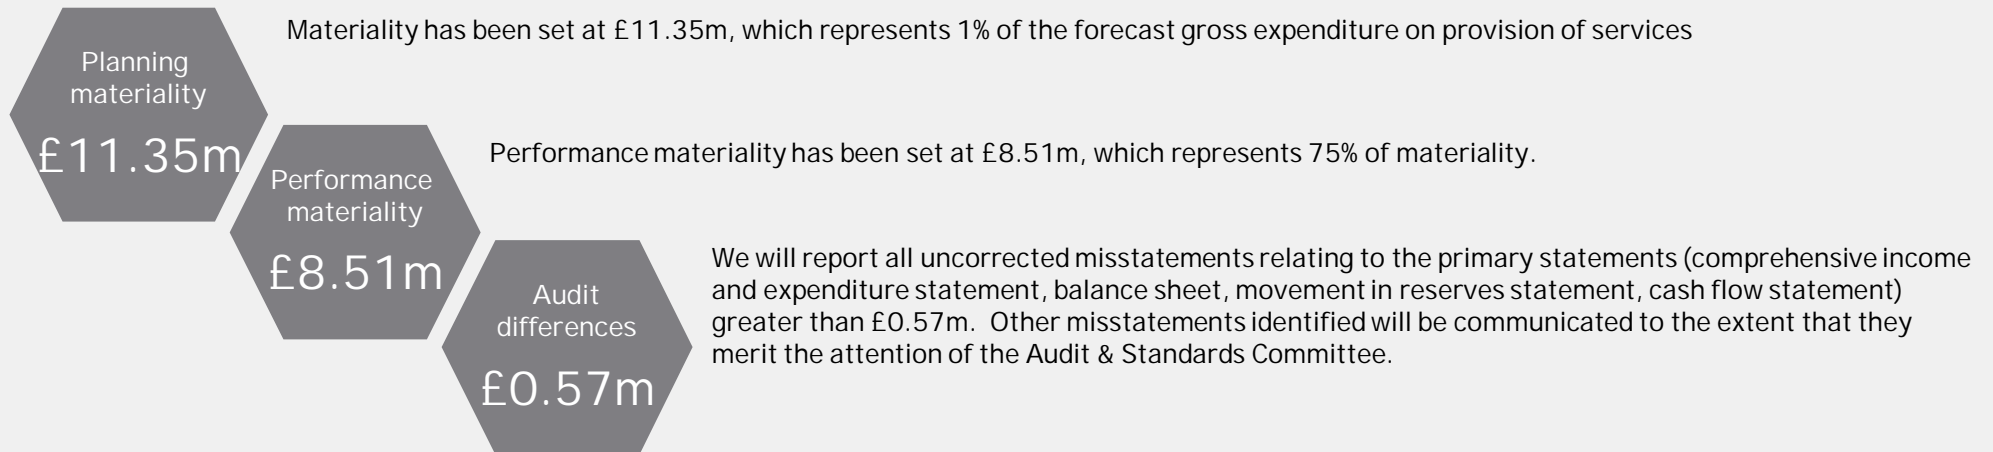 Materiality has been set at £11.35m, which represents 1% of the forecast gross expenditure on provision of services
Planning
materiality
£11.35m
Performance materiality has been set at £8.51m, which represents 75% of materiality.
Performance
materiality
£8.51m
We will report all uncorrected misstatements relating to the primary statements (comprehensive income
and expenditure statement, balance sheet, movement in reserves statement, cash flow statement)
greater than £0.57m.  Other misstatements identified will be communicated to the extent that they
merit the attention of the Audit & Standards Committee.
Audit
differences
£0.57m